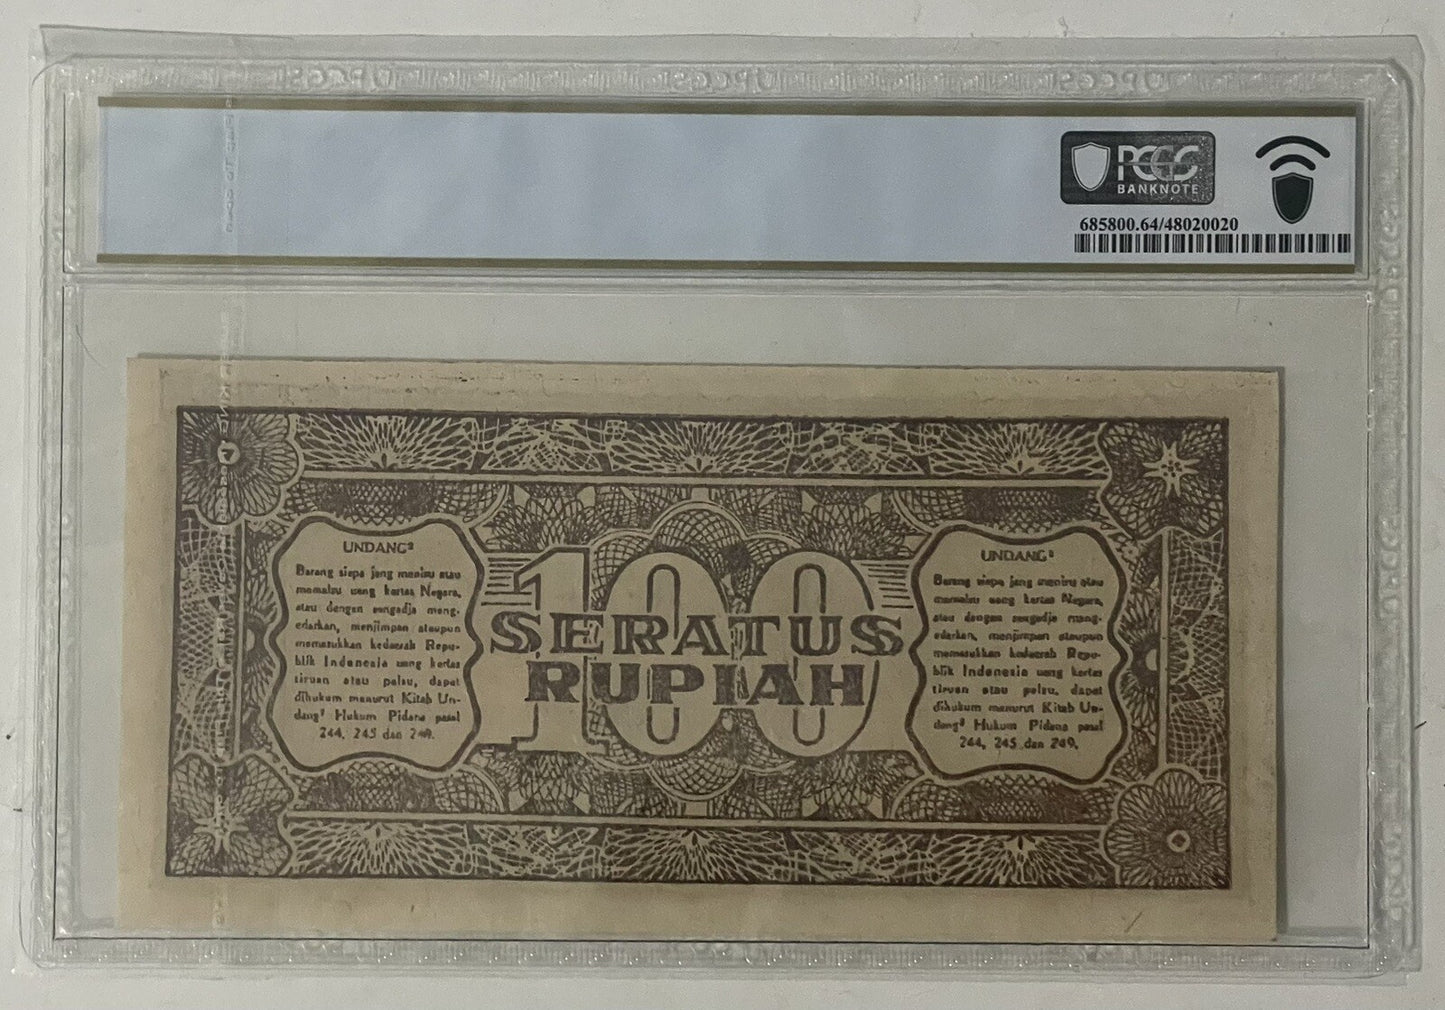 PCGS
BANKNOTE
685800.64/48020020
UNDANG²
Barang siapa jang meniru atau
memalsu uang kertas Negara,
atau dengan sengadja meng-
edarkan, menjimpan ataupun
memasukkan kedaerah Repu-
blik Indonesia uang kertas
tiruan atau palsu, dapat
dihukum menurut Kitab Un-
dang² Hukum Pidana pasal
244, 245 dan 249.
100
SERATUS
RUPIAH
UNDANG²
Barang siapa jang meniru atau
memalsu uang kertas Negara,
atau dengan sengadja meng-
edarkan, menjimpan ataupun
memasukkan kedaerah Repu-
blik Indonesia uang kertas
tiruan atau palsu, dapat
dihukum menurut Kitab Un-
dang² Hukum Pidana pasal
244, 245 dan 249.